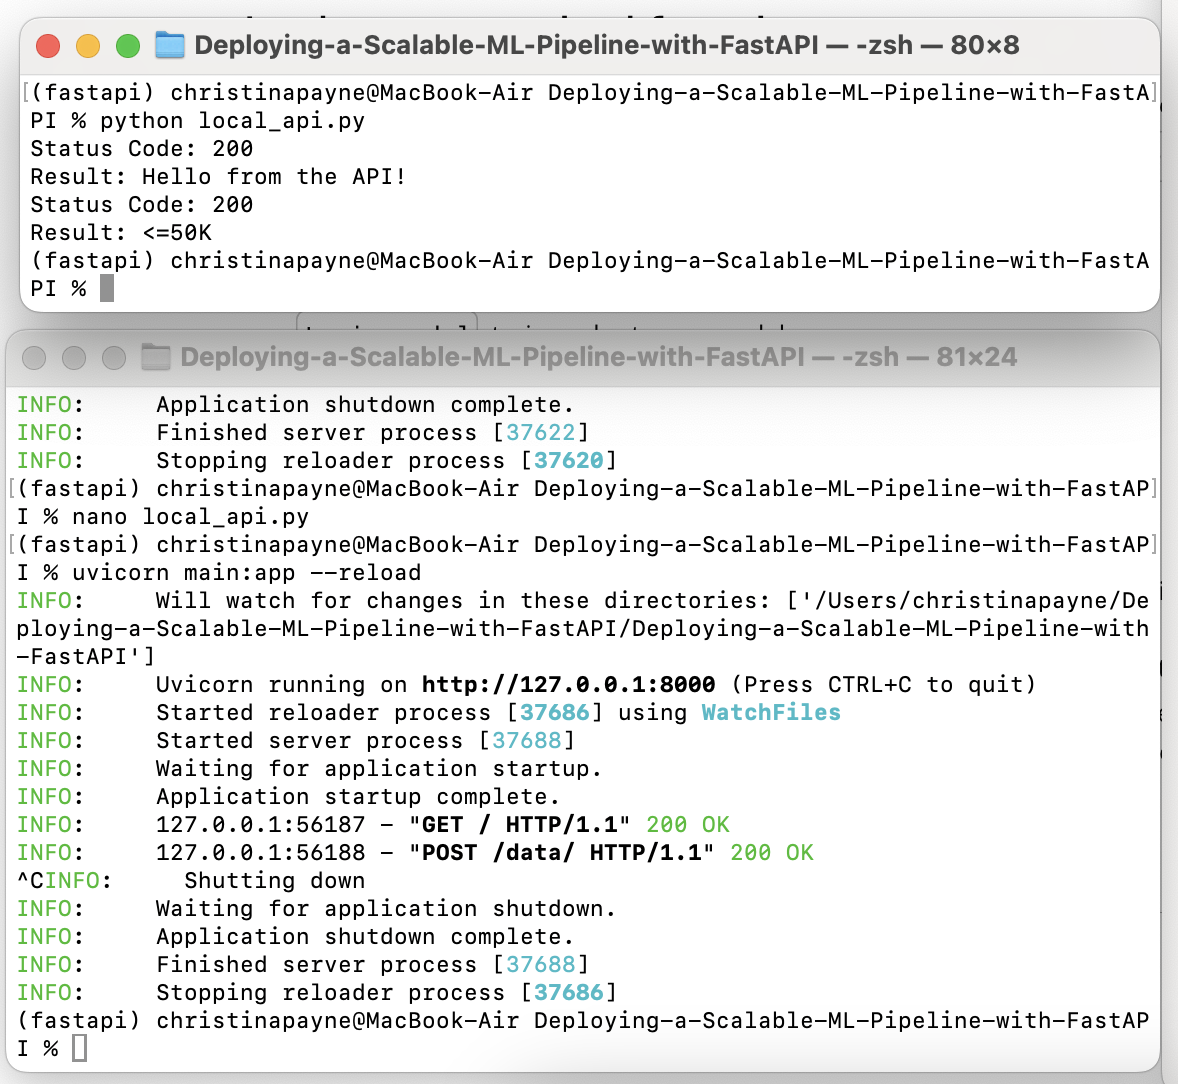 Deploying-a-Scalable-ML-Pipeline-with-FastAPI — -zsh — 80×8
[(fastapi) christinapayne@MacBook-Air Deploying-a-Scalable-ML-Pipeline-with-FastA]
PI % python local_api.py
Status Code: 200
Result: Hello from the API!
Status Code: 200
Result: <=50K
(fastapi) christinapayne@MacBook-Air Deploying-a-Scalable-ML-Pipeline-with-FastA
PI %
Deploying-a-Scalable-ML-Pipeline-with-FastAPI — -zsh — 81×24
INFO:     Application shutdown complete.
INFO:     Finished server process [37622]
INFO:     Stopping reloader process [37620]
[(fastapi) christinapayne@MacBook-Air Deploying-a-Scalable-ML-Pipeline-with-FastAP]
I % nano local_api.py
[(fastapi) christinapayne@MacBook-Air Deploying-a-Scalable-ML-Pipeline-with-FastAP]
I % uvicorn main:app --reload
INFO:     Will watch for changes in these directories: ['/Users/christinapayne/De
ploying-a-Scalable-ML-Pipeline-with-FastAPI/Deploying-a-Scalable-ML-Pipeline-with
-FastAPI']
INFO:     Uvicorn running on http://127.0.0.1:8000 (Press CTRL+C to quit)
INFO:     Started reloader process [37686] using WatchFiles
INFO:     Started server process [37688]
INFO:     Waiting for application startup.
INFO:     Application startup complete.
INFO:     127.0.0.1:56187 - "GET / HTTP/1.1" 200 OK
INFO:     127.0.0.1:56188 - "POST /data/ HTTP/1.1" 200 OK
^CINFO:     Shutting down
INFO:     Waiting for application shutdown.
INFO:     Application shutdown complete.
INFO:     Finished server process [37688]
INFO:     Stopping reloader process [37686]
(fastapi) christinapayne@MacBook-Air Deploying-a-Scalable-ML-Pipeline-with-FastAP
I %